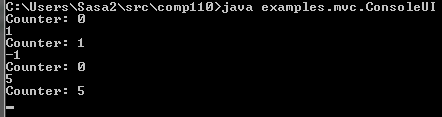 C:\Users\Sasa2\src\comp110>java examples.mvc.ConsoleUI
Counter: 0
1
Counter: 1
-1
Counter: 0
5
Counter: 5